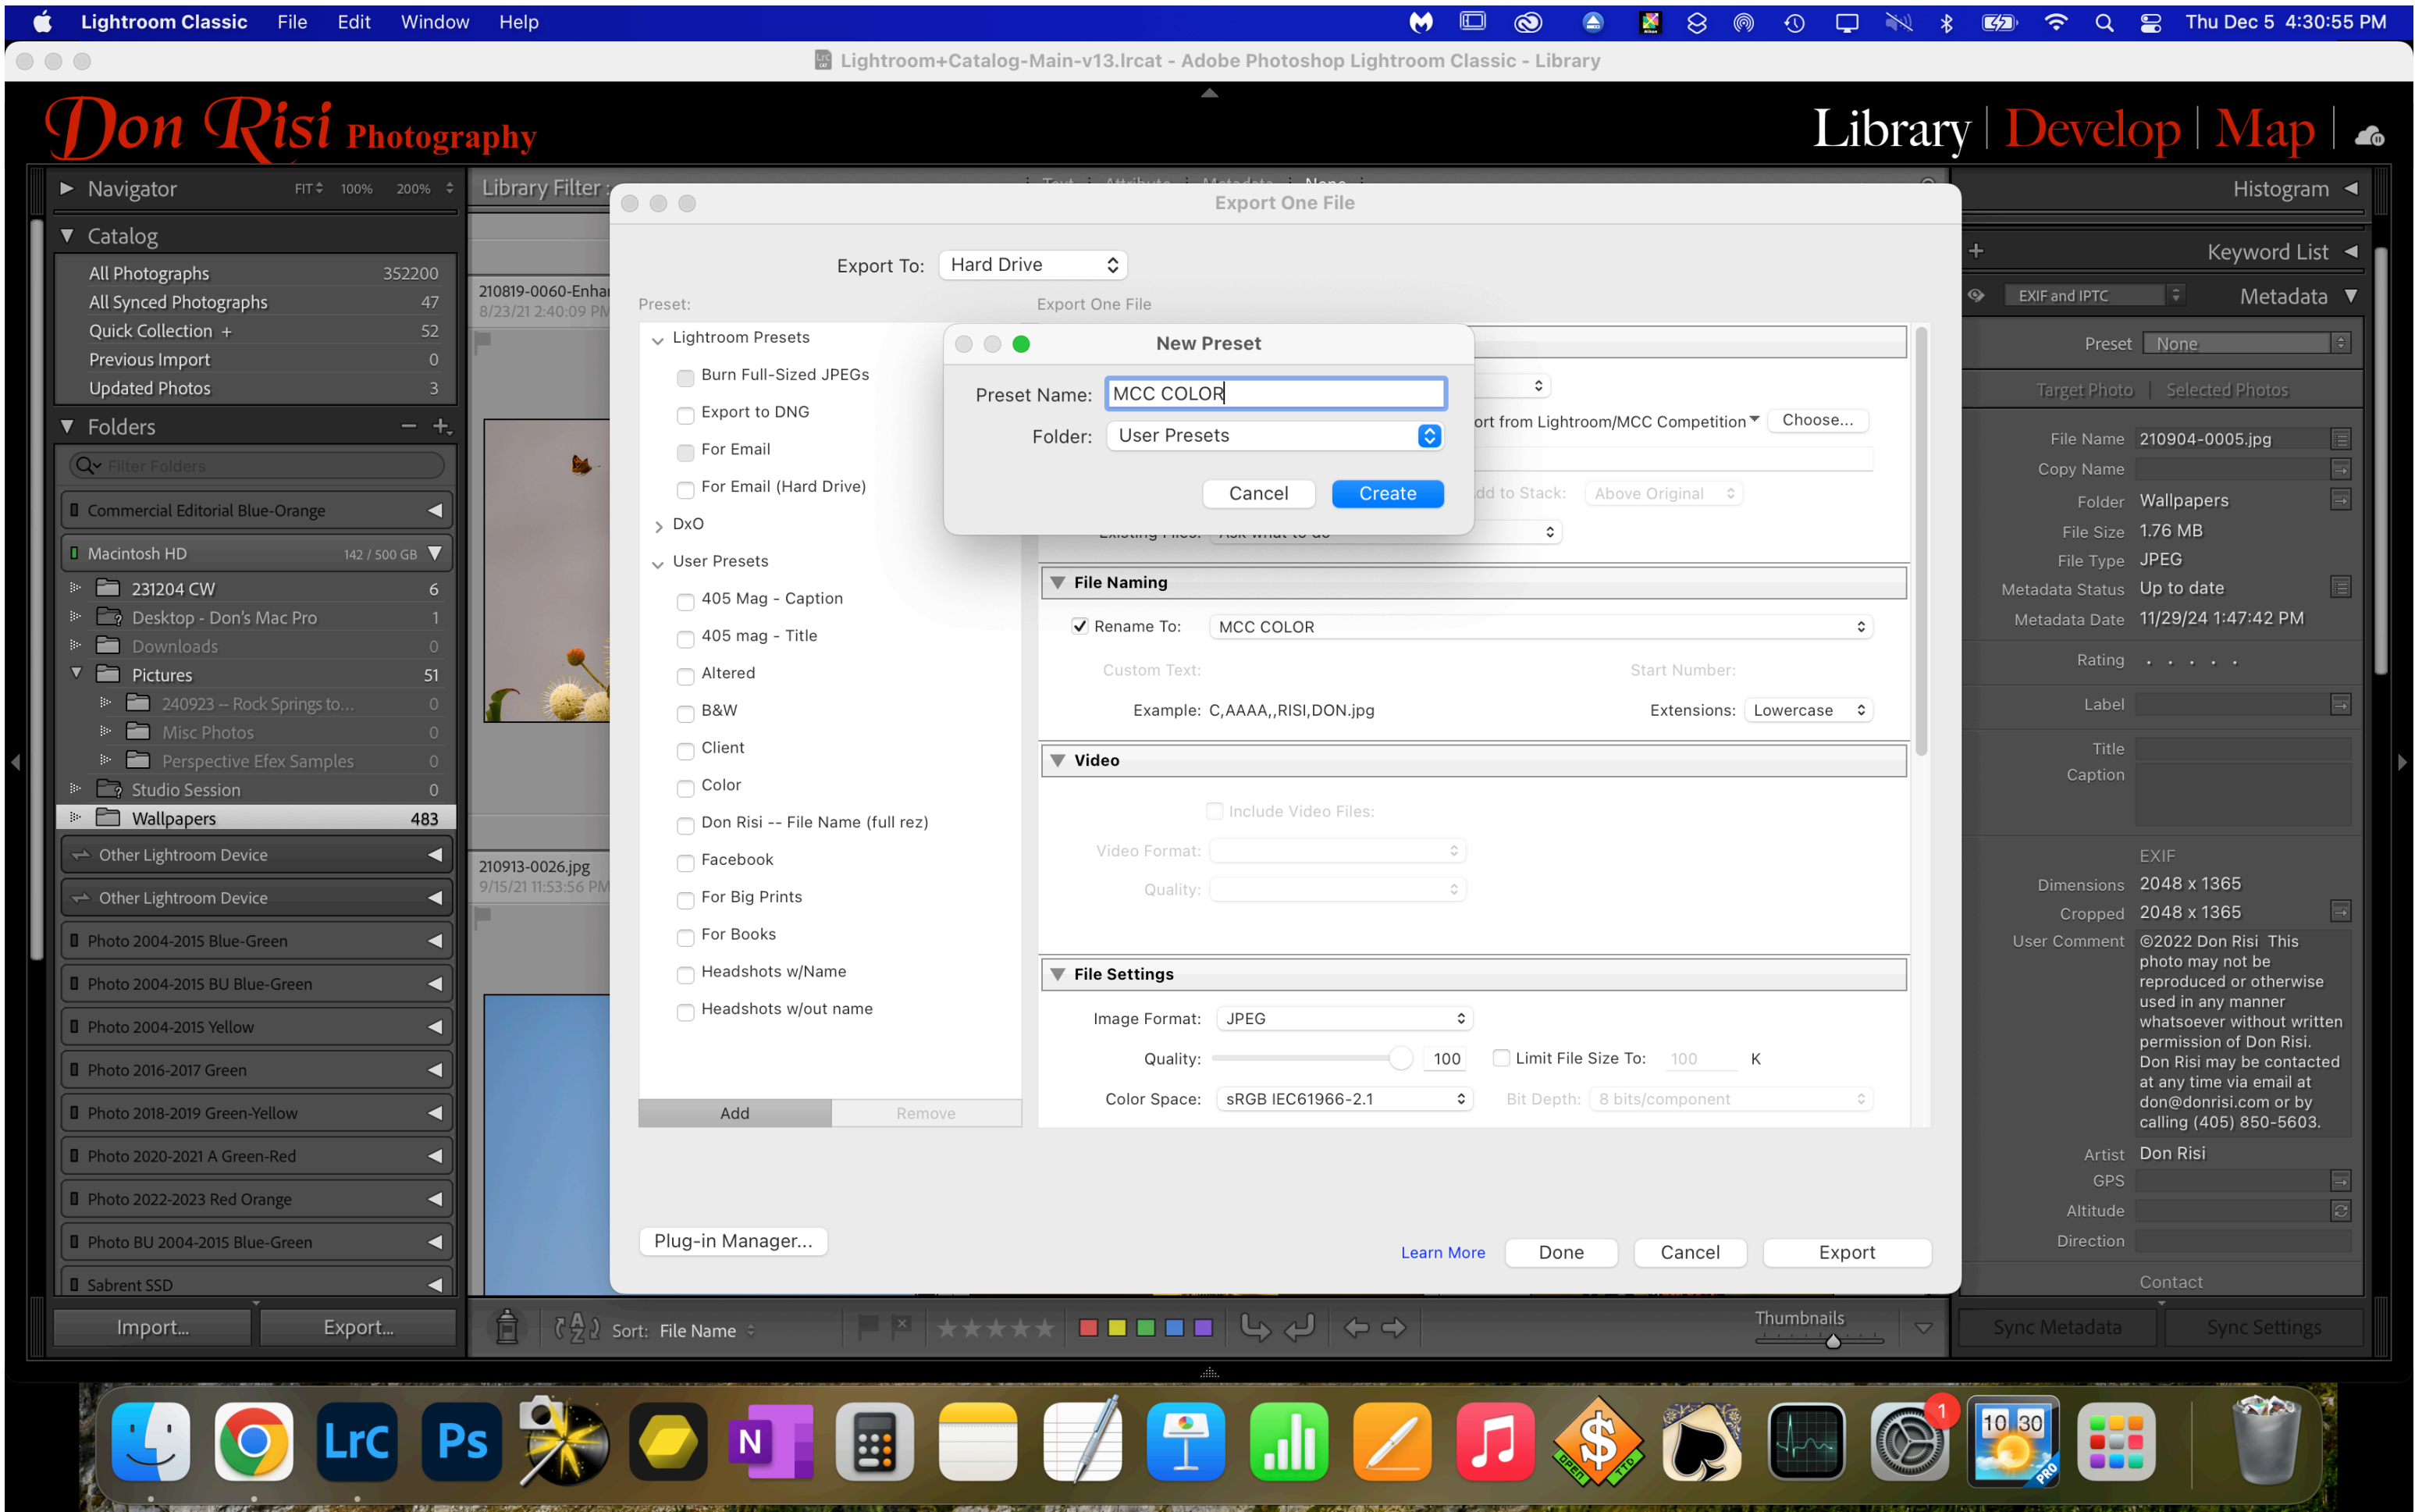 Lightroom Classic File Edit Window Help Thu Dec 5 4:30:55 PM
Lightroom+Catalog-Main-v13.lrcat - Adobe Photoshop Lightroom Classic - Library
Don Risi Photography
Library | Develop | Map
Navigator FIT 100% 200%
Library Filter :
None
Histogram
Catalog
All Photographs 352200
All Synced Photographs 47
Quick Collection + 52
Previous Import 0
Updated Photos 3
Folders
Filter Folders
Commercial Editorial Blue-Orange
Macintosh HD 142 / 500 GB
231204 CW 6
Desktop - Don's Mac Pro 1
Downloads 0
Pictures 51
240923 -- Rock Springs to... 0
Misc Photos 0
Perspective Efex Samples 0
Studio Session 0
Wallpapers 483
Other Lightroom Device
Other Lightroom Device
Photo 2004-2015 Blue-Green
Photo 2004-2015 BU Blue-Green
Photo 2004-2015 Yellow
Photo 2016-2017 Green
Photo 2018-2019 Green-Yellow
Photo 2020-2021 A Green-Red
Photo 2022-2023 Red Orange
Photo BU 2004-2015 Blue-Green
Sabrent SSD
Import... Export...
210819-0060-Enha
8/23/21 2:40:09 PM
210913-0026.jpg
9/15/21 11:53:56 PM
Export One File
Export To: Hard Drive
Preset:
Export One File
Lightroom Presets
Burn Full-Sized JPEGs
Export to DNG
For Email
For Email (Hard Drive)
DxO
User Presets
405 Mag - Caption
405 mag - Title
Altered
B&W
Client
Color
Don Risi -- File Name (full rez)
Facebook
For Big Prints
For Books
Headshots w/Name
Headshots w/out name
Add Remove
Plug-in Manager...
New Preset
Preset Name: MCC COLOR
Folder: User Presets
Cancel Create
ort from Lightroom/MCC Competition Choose...
dd to Stack: Above Original
Existing Files: Ask what to do
File Naming
Rename To: MCC COLOR
Custom Text: Start Number:
Example: C,AAAA,,RISI,DON.jpg Extensions: Lowercase
Video
Include Video Files:
Video Format:
Quality:
File Settings
Image Format: JPEG
Quality: 100 Limit File Size To: 100 K
Color Space: sRGB IEC61966-2.1 Bit Depth: 8 bits/component
Learn More Done Cancel Export
Keyword List
EXIF and IPTC Metadata
Preset None
Target Photo | Selected Photos
File Name 210904-0005.jpg
Copy Name
Folder Wallpapers
File Size 1.76 MB
File Type JPEG
Metadata Status Up to date
Metadata Date 11/29/24 1:47:42 PM
Rating
Label
Title
Caption
EXIF
Dimensions 2048 x 1365
Cropped 2048 x 1365
User Comment ©2022 Don Risi This
photo may not be
reproduced or otherwise
used in any manner
whatsoever without written
permission of Don Risi.
Don Risi may be contacted
at any time via email at
don@donrisi.com or by
calling (405) 850-5603.
Artist Don Risi
GPS
Altitude
Direction
Contact
Sort: File Name
Thumbnails
Sync Metadata Sync Settings
LrC Ps N
OPEN TTD
1
10 30
PRO